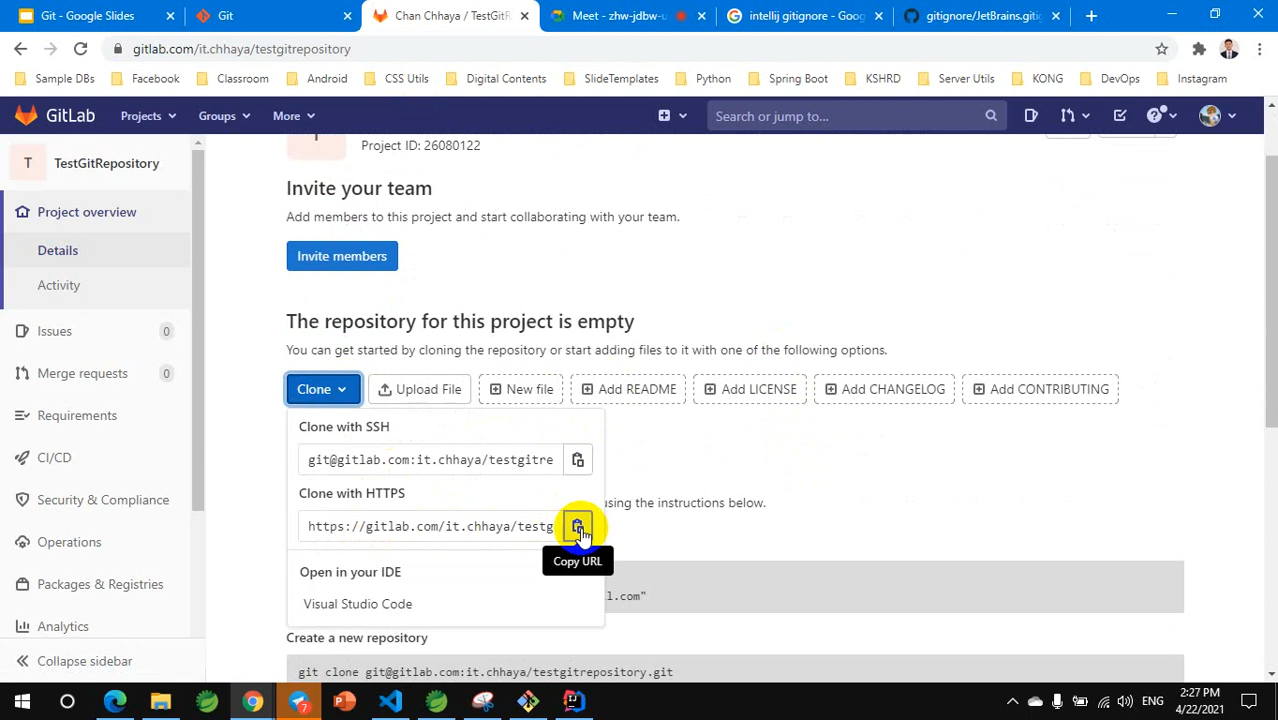 Git - Google Slides
Git
Chan Chhaya / TestGitR
Meet - zhw-jdbw-u
intellij gitignore - Goog
gitignore/JetBrains.giti
gitlab.com/it.chhaya/testgitrepository
Sample DBs
Facebook
Classroom
Android
CSS Utils
Digital Contents
SlideTemplates
Python
Spring Boot
KSHRD
Server Utils
KONG
DevOps
Instagram
GitLab
Projects
Groups
More
Search or jump to...
T
TestGitRepository
Project overview
Details
Activity
Issues
0
Merge requests
0
Requirements
CI/CD
Security & Compliance
Operations
Packages & Registries
Analytics
Collapse sidebar
Project ID: 26080122
Invite your team
Add members to this project and start collaborating with your team.
Invite members
The repository for this project is empty
You can get started by cloning the repository or start adding files to it with one of the following options.
Clone
Upload File
New file
Add README
Add LICENSE
Add CHANGELOG
Add CONTRIBUTING
Clone with SSH
git@gitlab.com:it.chhaya/testgitre
Clone with HTTPS
https://gitlab.com/it.chhaya/testg
using the instructions below.
Copy URL
Open in your IDE
Visual Studio Code
l.com"
Create a new repository
git clone git@gitlab.com:it.chhaya/testgitrepository.git
7
ENG
2:27 PM
4/22/2021